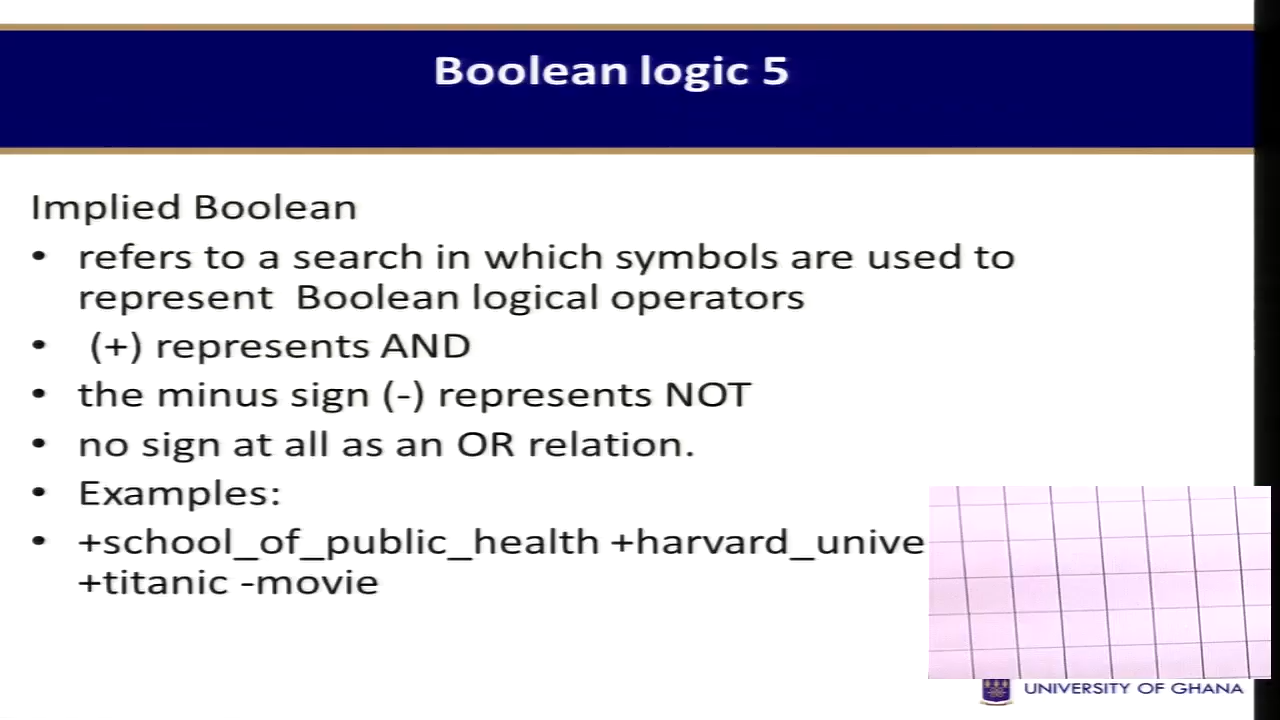 Boolean logic 5
Implied Boolean
• refers to a search in which symbols are used to
represent Boolean logical operators
• (+) represents AND
• the minus sign (-) represents NOT
• no sign at all as an OR relation.
• Examples:
• +school_of_public_health +harvard_unive
+titanic -movie
UNIVERSITY OF GHANA